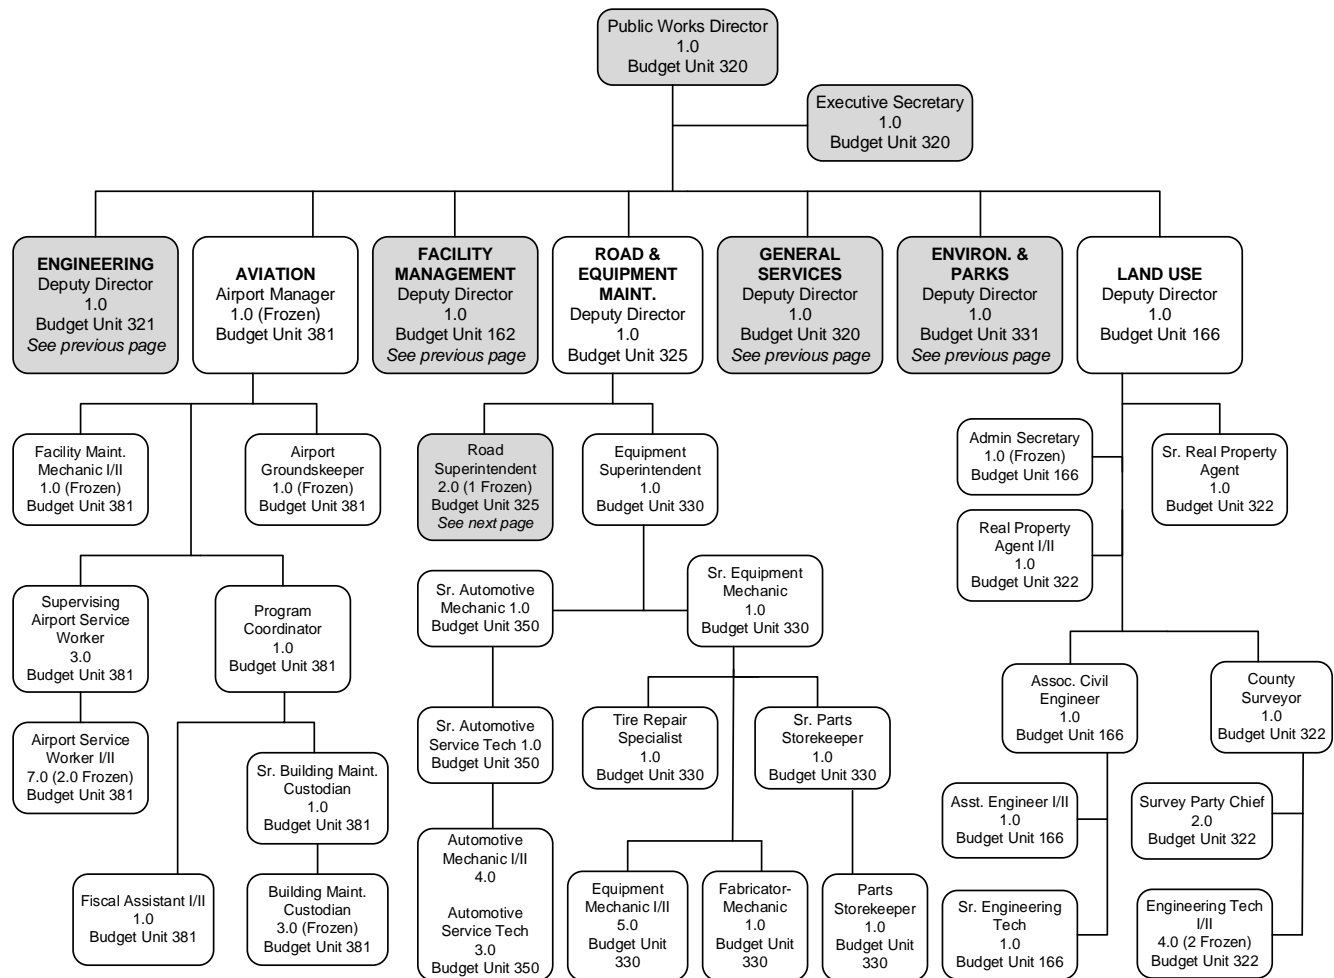 Public Works Director
1.0
Budget Unit 320
Executive Secretary
1.0
Budget Unit 320
ENGINEERING
Deputy Director
1.0
Budget Unit 321
See previous page
AVIATION
Airport Manager
1.0 (Frozen)
Budget Unit 381
FACILITY
MANAGEMENT
Deputy Director
1.0
Budget Unit 162
See previous page
ROAD &
EQUIPMENT
MAINT.
Deputy Director
1.0
Budget Unit 325
GENERAL
SERVICES
Deputy Director
1.0
Budget Unit 320
See previous page
ENVIRON. &
PARKS
Deputy Director
1.0
Budget Unit 331
See previous page
LAND USE
Deputy Director
1.0
Budget Unit 166
Facility Maint.
Mechanic I/II
1.0 (Frozen)
Budget Unit 381
Airport
Groundskeeper
1.0 (Frozen)
Budget Unit 381
Road
Superintendent
2.0 (1 Frozen)
Budget Unit 325
See next page
Equipment
Superintendent
1.0
Budget Unit 330
Admin Secretary
1.0 (Frozen)
Budget Unit 166
Sr. Real Property
Agent
1.0
Budget Unit 322
Real Property
Agent I/II
1.0
Budget Unit 322
Supervising
Airport Service
Worker
3.0
Budget Unit 381
Program
Coordinator
1.0
Budget Unit 381
Sr. Automotive
Mechanic 1.0
Budget Unit 350
Sr. Equipment
Mechanic
1.0
Budget Unit 330
Assoc. Civil
Engineer
1.0
Budget Unit 166
County
Surveyor
1.0
Budget Unit 322
Airport Service
Worker I/II
7.0 (2.0 Frozen)
Budget Unit 381
Sr. Building Maint.
Custodian
1.0
Budget Unit 381
Sr. Automotive
Service Tech 1.0
Budget Unit 350
Tire Repair
Specialist
1.0
Budget Unit 330
Sr. Parts
Storekeeper
1.0
Budget Unit 330
Asst. Engineer I/II
1.0
Budget Unit 166
Survey Party Chief
2.0
Budget Unit 322
Fiscal Assistant I/II
1.0
Budget Unit 381
Building Maint.
Custodian
3.0 (Frozen)
Budget Unit 381
Automotive
Mechanic I/II
4.0
Automotive
Service Tech
3.0
Budget Unit 350
Equipment
Mechanic I/II
5.0
Budget Unit
330
Fabricator-
Mechanic
1.0
Budget Unit
330
Parts
Storekeeper
1.0
Budget Unit
330
Sr. Engineering
Tech
1.0
Budget Unit 166
Engineering Tech
I/II
4.0 (2 Frozen)
Budget Unit 322